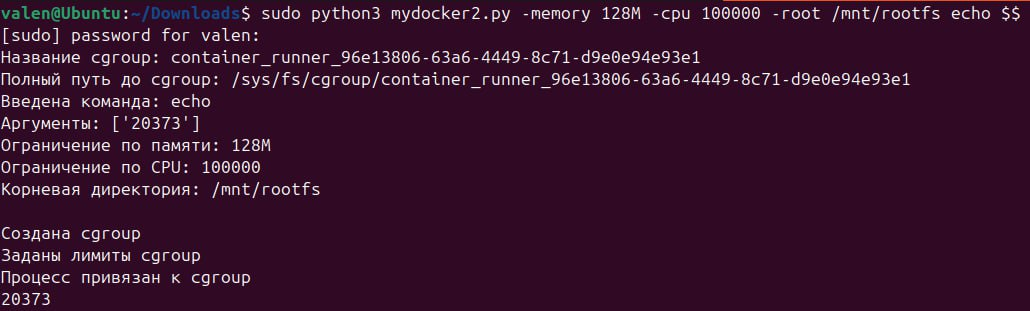 valen@Ubuntu:~/Downloads$ sudo python3 mydocker2.py -memory 128M -cpu 100000 -root /mnt/rootfs echo $$
[sudo] password for valen:
Название cgroup: container_runner_96e13806-63a6-4449-8c71-d9e0e94e93e1
Полный путь до cgroup: /sys/fs/cgroup/container_runner_96e13806-63a6-4449-8c71-d9e0e94e93e1
Введена команда: echo
Аргументы: ['20373']
Ограничение по памяти: 128M
Ограничение по CPU: 100000
Корневая директория: /mnt/rootfs
Создана cgroup
Заданы лимиты cgroup
Процесс привязан к cgroup
20373